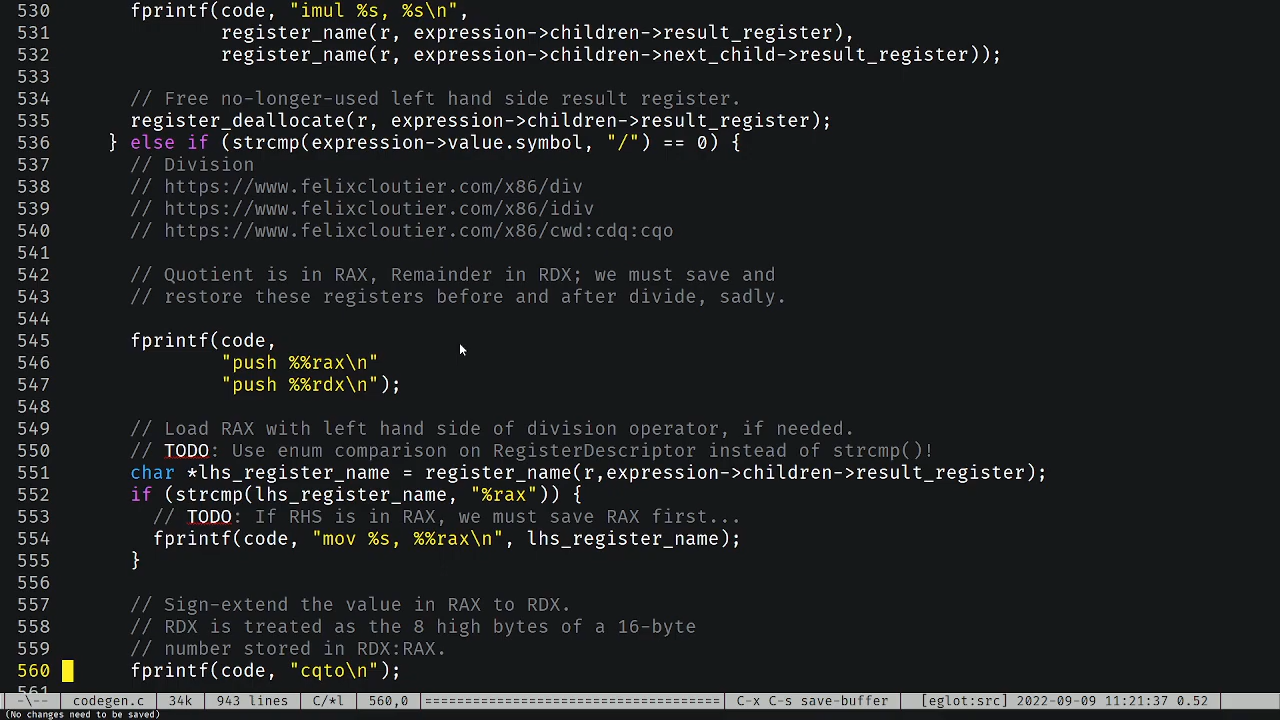 530       fprintf(code, "imul %s, %s\n",
531               register_name(r, expression->children->result_register),
532               register_name(r, expression->children->next_child->result_register));
533
534       // Free no-longer-used left hand side result register.
535       register_deallocate(r, expression->children->result_register);
536     } else if (strcmp(expression->value.symbol, "/") == 0) {
537       // Division
538       // https://www.felixcloutier.com/x86/div
539       // https://www.felixcloutier.com/x86/idiv
540       // https://www.felixcloutier.com/x86/cwd:cdq:cqo
541
542       // Quotient is in RAX, Remainder in RDX; we must save and
543       // restore these registers before and after divide, sadly.
544
545       fprintf(code,
546               "push %%rax\n"
547               "push %%rdx\n");
548
549       // Load RAX with left hand side of division operator, if needed.
550       // TODO: Use enum comparison on RegisterDescriptor instead of strcmp()!
551       char *lhs_register_name = register_name(r,expression->children->result_register);
552       if (strcmp(lhs_register_name, "%rax")) {
553         // TODO: If RHS is in RAX, we must save RAX first...
554         fprintf(code, "mov %s, %%rax\n", lhs_register_name);
555       }
556
557       // Sign-extend the value in RAX to RDX.
558       // RDX is treated as the 8 high bytes of a 16-byte
559       // number stored in RDX:RAX.
560       fprintf(code, "cqto\n");
561
-\-- codegen.c 34k 943 lines C/*l 560,0 ======================================= C-x C-s save-buffer [eglot:src] 2022-09-09 11:21:37 0.52
(No changes need to be saved)